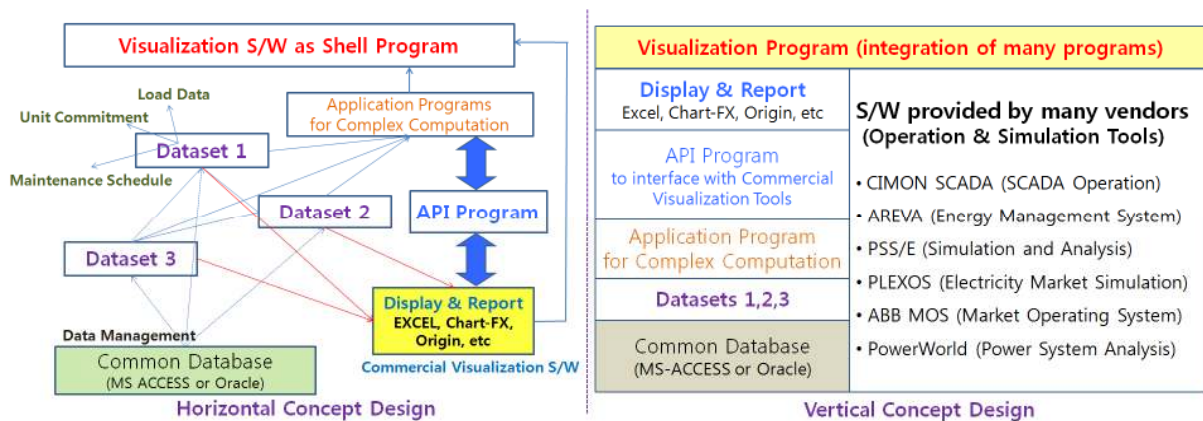 Visualization S/W as Shell Program
Load Data
Unit Commitment
Application Programs
for Complex Computation
Dataset 1
Maintenance Schedule
Dataset 2
API Program
Dataset 3
Display & Report
EXCEL, Chart-FX,
Origin, etc
Data Management
Common Database
(MS ACCESS or Oracle)
Commercial Visualization S/W
Horizontal Concept Design
Visualization Program (integration of many programs)
Display & Report
Excel, Chart-FX, Origin, etc
API Program
to interface with Commercial
Visualization Tools
Application Program
for Complex Computation
Datasets 1,2,3
Common Database
(MS-ACCESS or Oracle)
S/W provided by many vendors
(Operation & Simulation Tools)
• CIMON SCADA (SCADA Operation)
• AREVA (Energy Management System)
• PSS/E (Simulation and Analysis)
• PLEXOS (Electricity Market Simulation)
• ABB MOS (Market Operating System)
• PowerWorld (Power System Analysis)
Vertical Concept Design